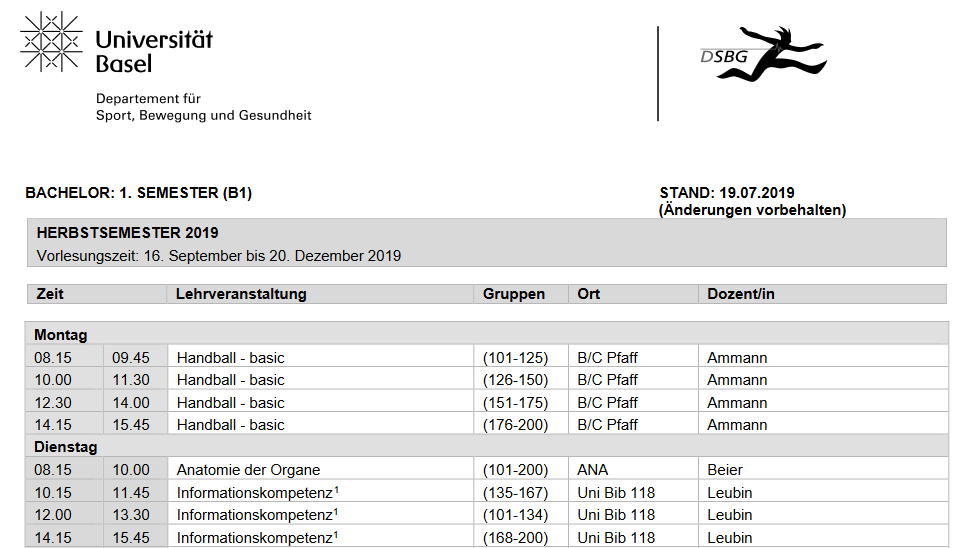 Universität
Basel
DSBG
Departement für
Sport, Bewegung und Gesundheit
BACHELOR: 1. SEMESTER (B1)
STAND: 19.07.2019
(Änderungen vorbehalten)
HERBSTSEMESTER 2019
Vorlesungszeit: 16. September bis 20. Dezember 2019
Zeit Lehrveranstaltung Gruppen Ort Dozent/in
Montag
08.15 09.45 Handball - basic (101-125) B/C Pfaff Ammann
10.00 11.30 Handball - basic (126-150) B/C Pfaff Ammann
12.30 14.00 Handball - basic (151-175) B/C Pfaff Ammann
14.15 15.45 Handball - basic (176-200) B/C Pfaff Ammann
Dienstag
08.15 10.00 Anatomie der Organe (101-200) ANA Beier
10.15 11.45 Informationskompetenz¹ (135-167) Uni Bib 118 Leubin
12.00 13.30 Informationskompetenz¹ (101-134) Uni Bib 118 Leubin
14.15 15.45 Informationskompetenz¹ (168-200) Uni Bib 118 Leubin